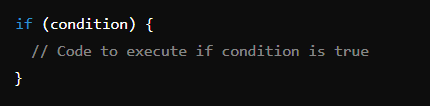 if (condition) {
  // Code to execute if condition is true
}